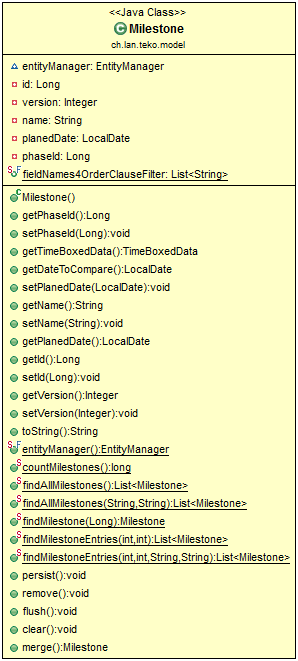 <<Java Class>>
Milestone
ch.lan.teko.model
entityManager: EntityManager
id: Long
version: Integer
name: String
planedDate: LocalDate
phaseId: Long
fieldNames4OrderClauseFilter: List<String>
Milestone()
getPhaseId():Long
setPhaseId(Long):void
getTimeBoxedData():TimeBoxedData
getDateToCompare():LocalDate
setPlanedDate(LocalDate):void
getName():String
setName(String):void
getPlanedDate():LocalDate
getId():Long
setId(Long):void
getVersion():Integer
setVersion(Integer):void
toString():String
entityManager():EntityManager
countMilestones():long
findAllMilestones():List<Milestone>
findAllMilestones(String,String):List<Milestone>
findMilestone(Long):Milestone
findMilestoneEntries(int,int):List<Milestone>
findMilestoneEntries(int,int,String,String):List<Milestone>
persist():void
remove():void
flush():void
clear():void
merge():Milestone